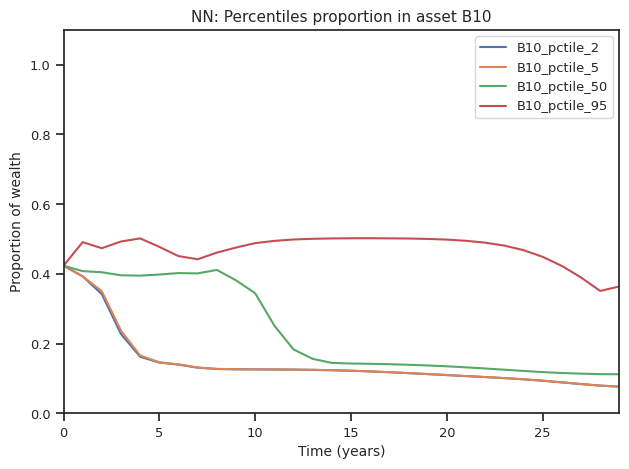 NN: Percentiles proportion in asset B10
B10_pctile_2
B10_pctile_5
B10_pctile_50
B10_pctile_95
Proportion of wealth
1.0
0.8
0.6
0.4
0.2
0.0
0 5 10 15 20 25
Time (years)